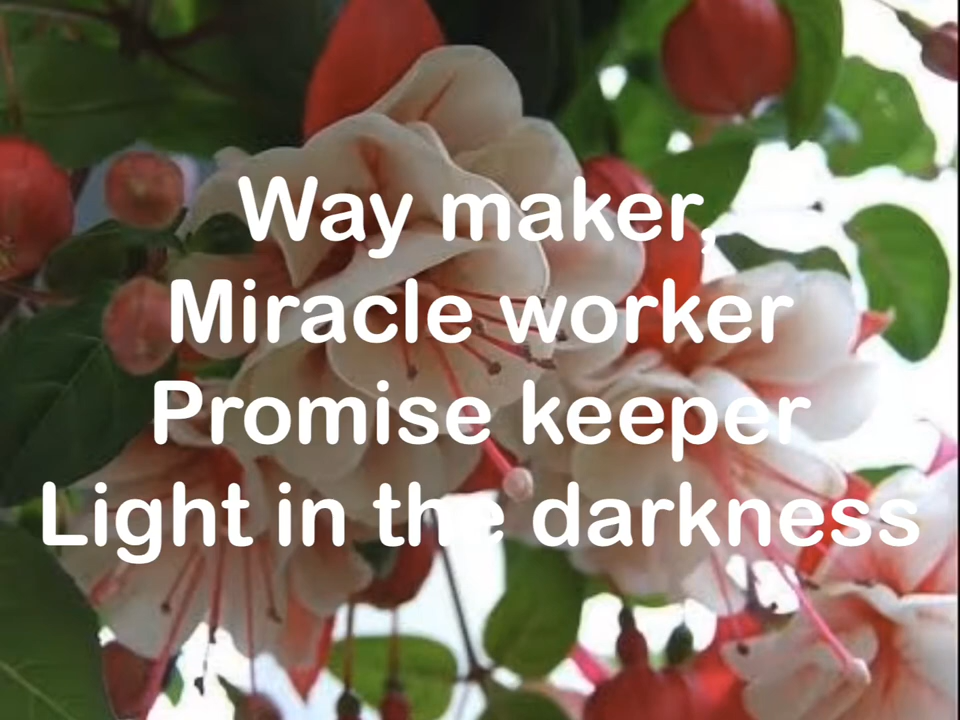 Way maker,
Miracle worker
Promise keeper
Light in the darkness